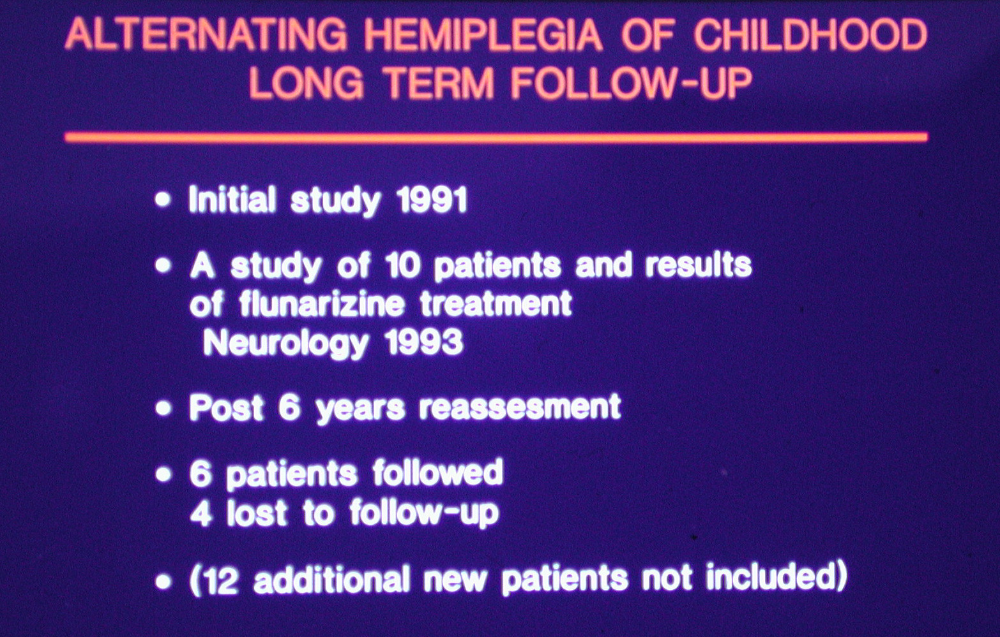 ALTERNATING HEMIPLEGIA OF CHILDHOOD
LONG TERM FOLLOW-UP
• Initial study 1991
• A study of 10 patients and results
of flunarizine treatment
Neurology 1993
• Post 6 years reassesment
• 6 patients followed
4 lost to follow-up
• (12 additional new patients not included)